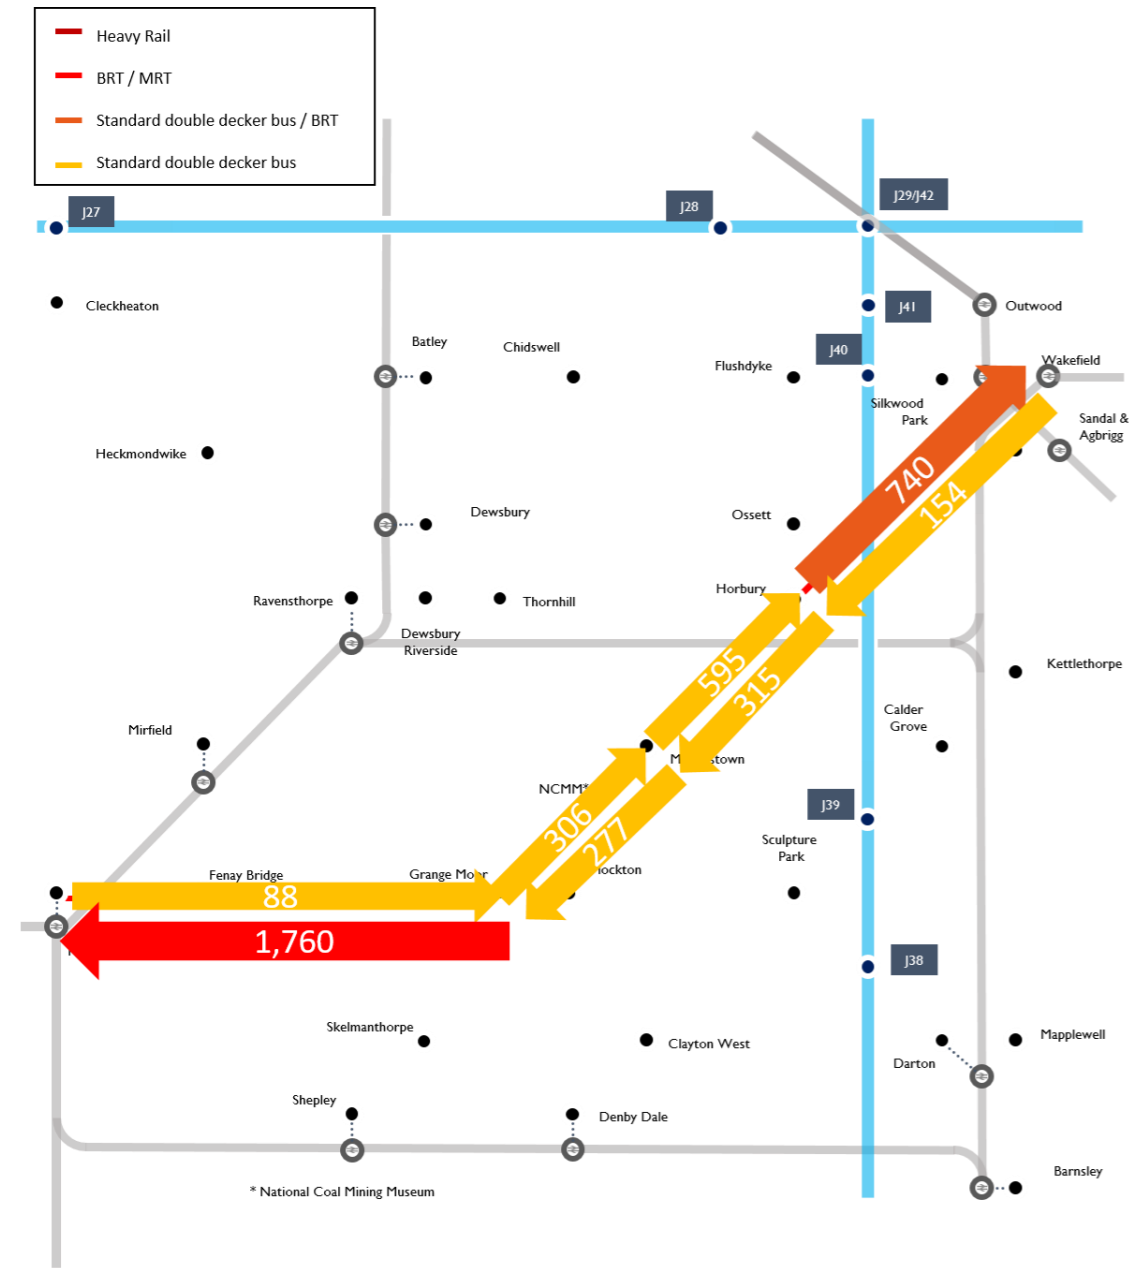 Heavy Rail
BRT / MRT
Standard double decker bus / BRT
Standard double decker bus
J27
J28
J29/J42
Cleckheaton
J41
Outwood
Batley
Chidswell
J40
Flushdyke
Wakefield
Silkwood
Park
Sandal &
Agbrigg
Heckmondwike
740
154
Dewsbury
Ossett
Horbury
Ravensthorpe
Thornhill
Dewsbury
Riverside
595
315
Kettlethorpe
Mirfield
Calder
Grove
NCMM*
J39
306
277
Sculpture
Park
Fenay Bridge
Grange Moor
88
1,760
J38
Skelmanthorpe
Clayton West
Mapplewell
Darton
Shepley
Denby Dale
Barnsley
* National Coal Mining Museum